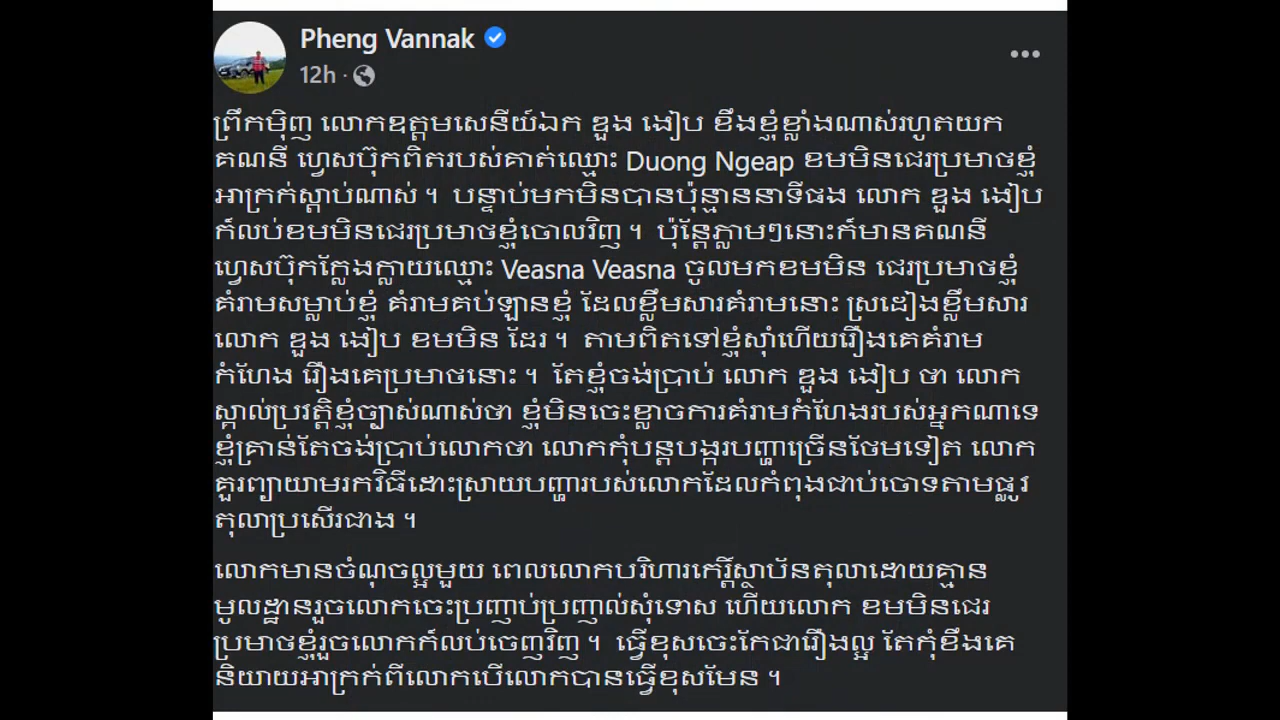 Pheng Vannak
12h ·
ព្រឹកម៉ិញ លោកឧត្តមសេនីយ៍ឯក ឌួង ងៀប ខឹងខ្ញុំខ្លាំងណាស់រហូតយក
គណនី ហ្វេសប៊ុកពិតរបស់គាត់ឈ្មោះ Duong Ngeap ខមមិនជេរប្រមាថខ្ញុំ
អាក្រក់ស្តាប់ណាស់ ។ បន្ទាប់មកមិនបានប៉ុន្មាននាទីផង លោក ឌួង ងៀប
ក៍លប់ខមមិនជេរប្រមាថខ្ញុំចោលវិញ ។ ប៉ុន្តែភ្លាមៗនោះក៍មានគណនី
ហ្វេសប៊ុកក្លែងក្លាយឈ្មោះ Veasna Veasna ចូលមកខមមិន ជេរប្រមាថខ្ញុំ
គំរាមសម្លាប់ខ្ញុំ គំរាមគប់ឡានខ្ញុំ ដែលខ្លឹមសារគំរាមនោះ ស្រដៀងខ្លឹមសារ
លោក ឌួង ងៀប ខមមិន ដែរ ។ តាមពិតទៅខ្ញុំស៊ាំហើយរឿងគេគំរាម
កំហែង រឿងគេប្រមាថនោះ ។ តែខ្ញុំចង់ប្រាប់ លោក ឌួង ងៀប ថា លោក
ស្គាល់ប្រវត្តិខ្ញុំច្បាស់ណាស់ថា ខ្ញុំមិនចេះខ្លាចការគំរាមកំហែងរបស់អ្នកណាទេ
ខ្ញុំគ្រាន់តែចង់ប្រាប់លោកថា លោកកុំបន្តបង្ករបញ្ហាច្រើនថែមទៀត លោក
គួរព្យាយាមរកវិធីដោះស្រាយបញ្ហារបស់លោកដែលកំពុងជាប់ចោទតាមផ្លូវ
តុលាប្រសើរជាង ។
លោកមានចំណុចល្អមួយ ពេលលោកបរិហារកេរ្តិ៍ស្ថាប័នតុលាដោយគ្មាន
មូលដ្ឋានរួចលោកចេះប្រញាប់ប្រញាល់សុំទោស ហើយលោក ខមមិនជេរ
ប្រមាថខ្ញុំរួចលោកក៍លប់ចេញវិញ ។ ធ្វើខុសចេះកែជារឿងល្អ តែកុំខឹងគេ
និយាយអាក្រក់ពីលោកបើលោកបានធ្វើខុសមែន ។